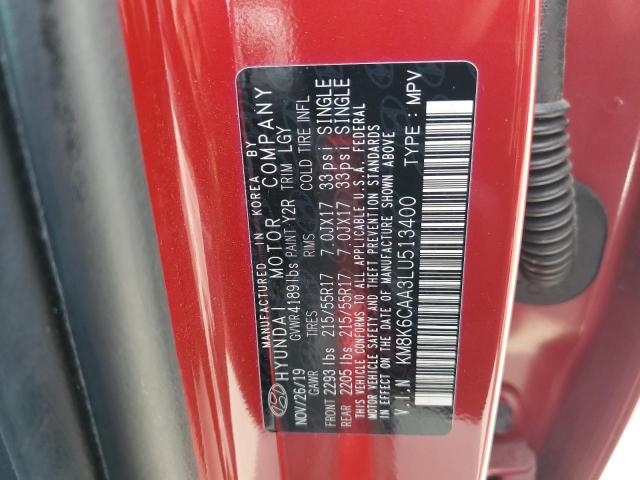 MANUFACTURED IN KOREA BY
HYUNDAI MOTOR COMPANY
NOV/26/19 GVWR 4189lbs PAINT Y2R TRIM LGY
GAWR TIRES RIMS COLD TIRE INFL
FRONT 2293 lbs 215/55R17 7.0JX17 33psi SINGLE
REAR 2205 lbs 215/55R17 7.0JX17 33psi SINGLE
THIS VEHICLE CONFORMS TO ALL APPLICABLE U.S.A FEDERAL
MOTOR VEHICLE SAFETY AND THEFT PREVENTION STANDARDS
IN EFFECT ON THE DATE OF MANUFACTURE SHOWN ABOVE
V.I.N KM8K6CAA3LU513400 TYPE : MPV